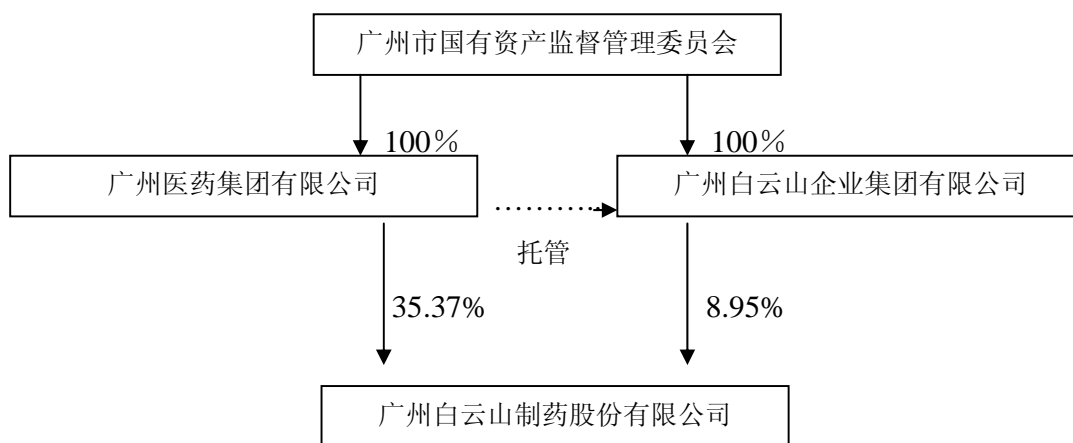 广州市国有资产监督管理委员会
100％
100％
广州医药集团有限公司
广州白云山企业集团有限公司
托管
35.37%
8.95%
广州白云山制药股份有限公司